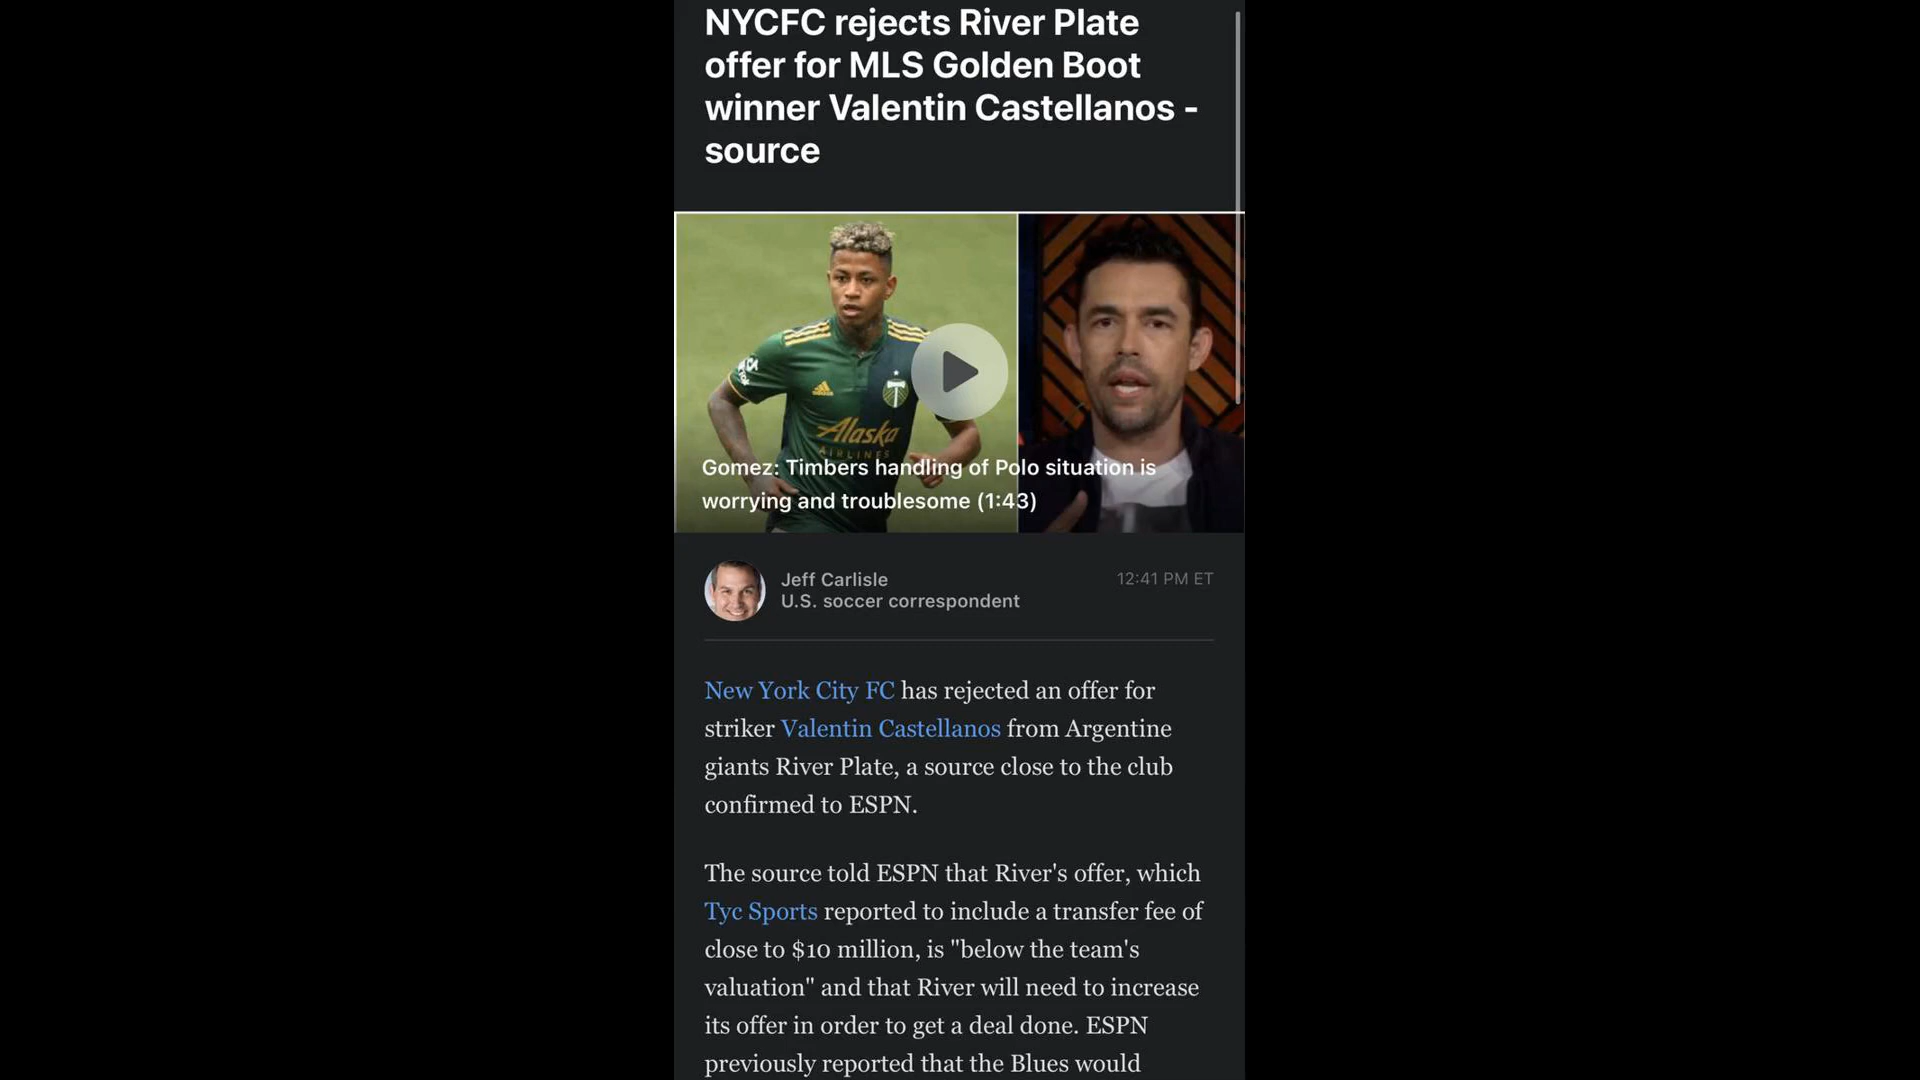 NYCFC rejects River Plate
offer for MLS Golden Boot
winner Valentin Castellanos -
source
Alaska
AIRLINES
Gomez: Timbers handling of Polo situation is
worrying and troublesome (1:43)
Jeff Carlisle
12:41 PM ET
U.S. soccer correspondent
New York City FC has rejected an offer for
striker Valentin Castellanos from Argentine
giants River Plate, a source close to the club
confirmed to ESPN.
The source told ESPN that River's offer, which
Tyc Sports reported to include a transfer fee of
close to $10 million, is "below the team's
valuation" and that River will need to increase
its offer in order to get a deal done. ESPN
previously reported that the Blues would